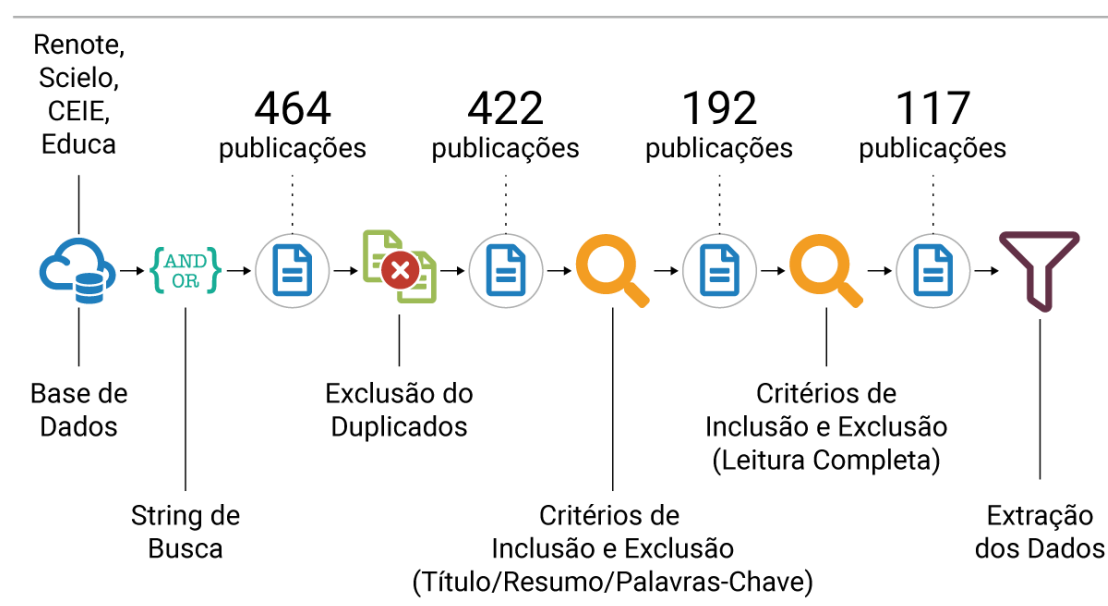 Renote,
Scielo,
CEIE,
Educa
464
publicações
422
publicações
192
publicações
117
publicações
{AND
OR}
Base de
Dados
String de
Busca
Exclusão do
Duplicados
Critérios de
Inclusão e Exclusão
(Título/Resumo/Palavras-Chave)
Critérios de
Inclusão e Exclusão
(Leitura Completa)
Extração
dos Dados